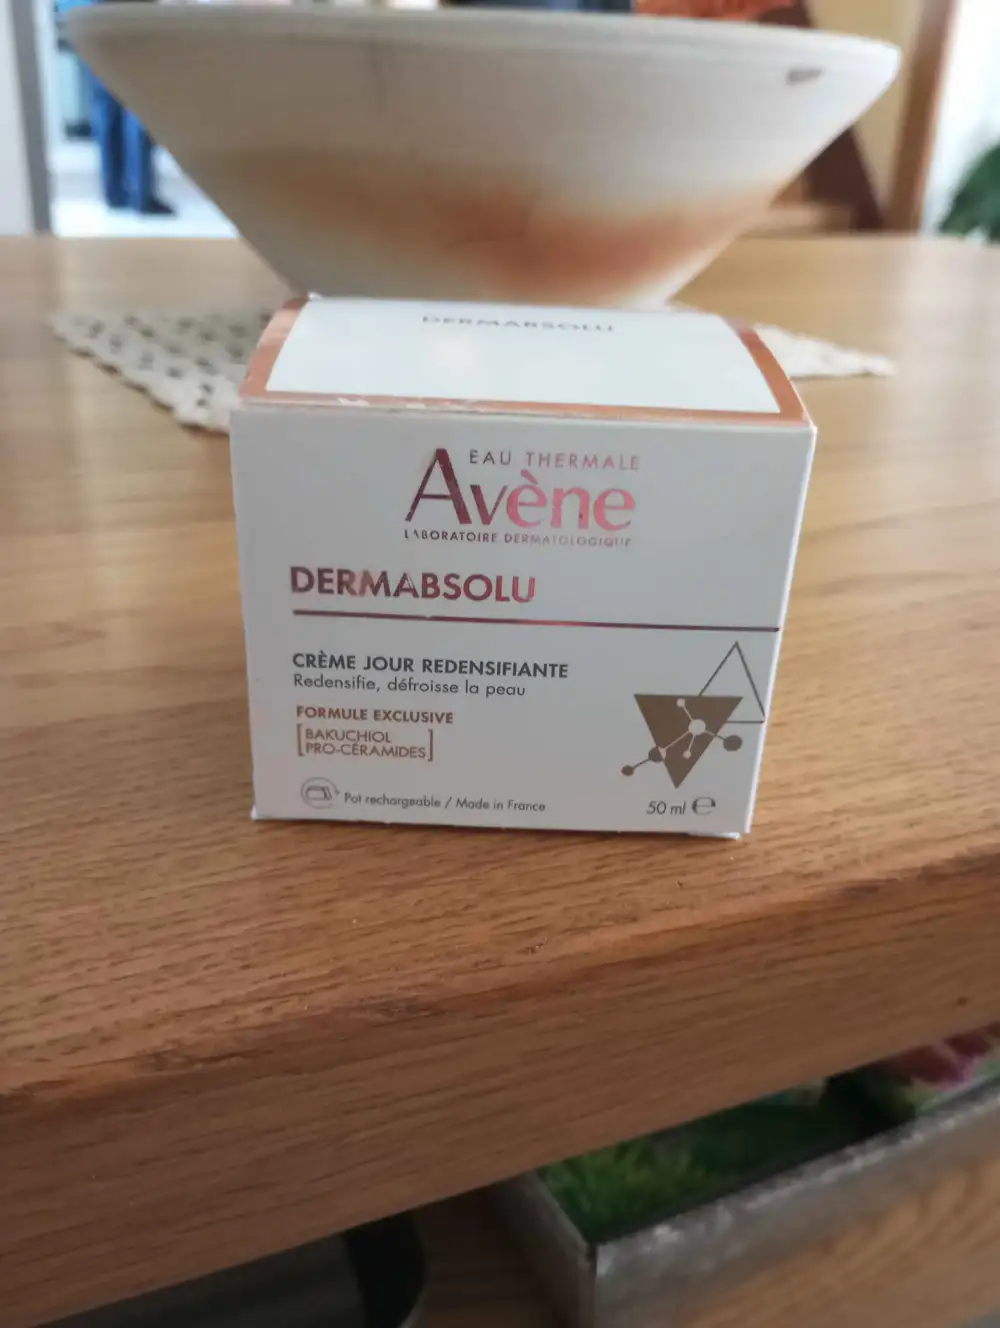 DERMABSOLU
EAU THERMALE
Avène
LABORATOIRE DERMATOLOGIQUE
DERMABSOLU
CRÈME JOUR REDENSIFIANTE
Redensifie, défroisse la peau
FORMULE EXCLUSIVE
[BAKUCHIOL
PRO-CÉRAMIDES]
Pot rechargeable / Made in France
50 ml ℮